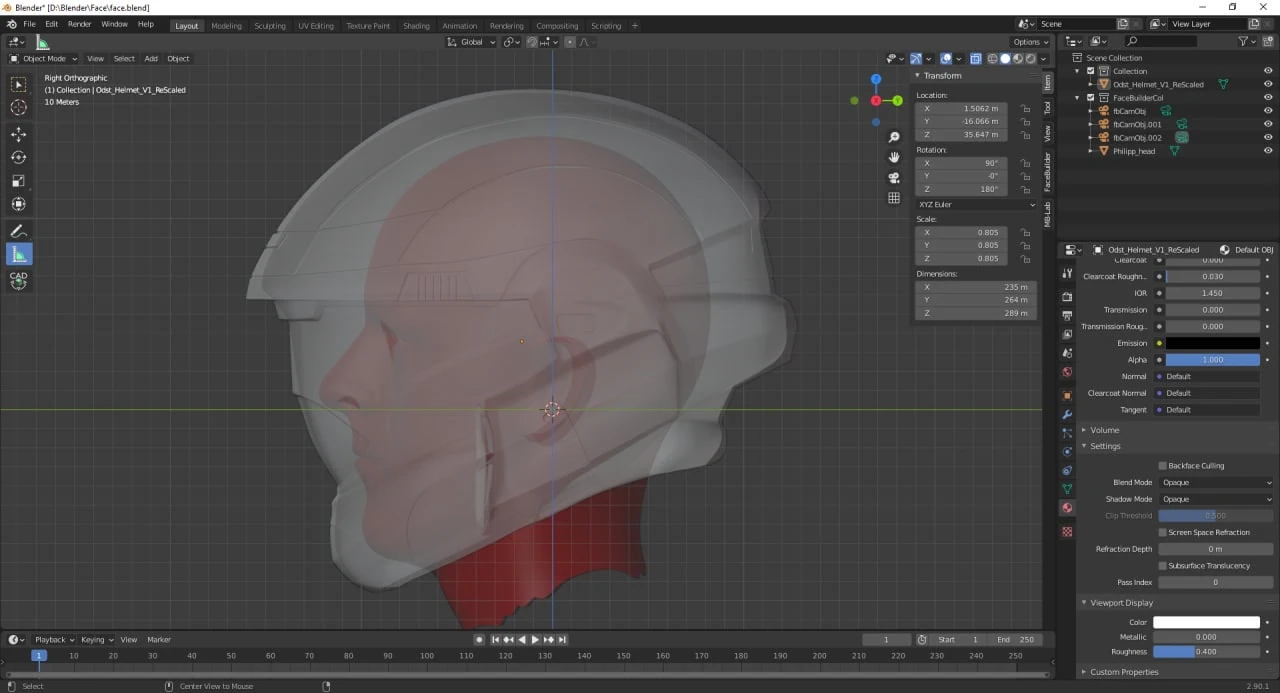 Blender* [D:\Blender\Face\face.blend]
File Edit Render Window Help Layout Modeling Sculpting UV Editing Texture Paint Shading Animation Rendering Compositing Scripting + Scene View Layer
Global Options
Object Mode View Select Add Object
Right Orthographic
(1) Collection | Odst_Helmet_V1_ReScaled
10 Meters
CAD
Z
X
Y
Transform
Location:
X 1.5062 m
Y -16.066 m
Z 35.647 m
Rotation:
X 90°
Y -0°
Z 180°
XYZ Euler
Scale:
X 0.805
Y 0.805
Z 0.805
Dimensions:
X 235 m
Y 264 m
Z 289 m
Item
Tool
View
FaceBuilder
MB-Lab
Scene Collection
Collection
Odst_Helmet_V1_ReScaled
FaceBuilderCol
fbCamObj
fbCamObj.001
fbCamObj.002
Philipp_head
Odst_Helmet_V1_ReScaled Default OBJ
Clearcoat 0.000
Clearcoat Roughn... 0.030
IOR 1.450
Transmission 0.000
Transmission Roug... 0.000
Emission
Alpha 1.000
Normal Default
Clearcoat Normal Default
Tangent Default
Volume
Settings
Backface Culling
Blend Mode Opaque
Shadow Mode Opaque
Clip Threshold 0.500
Screen Space Refraction
Refraction Depth 0 m
Subsurface Translucency
Pass Index 0
Viewport Display
Color
Metallic 0.000
Roughness 0.400
Custom Properties
Playback Keying View Marker 1 Start 1 End 250
1 10 20 30 40 50 60 70 80 90 100 110 120 130 140 150 160 170 180 190 200 210 220 230 240 250
Select Center View to Mouse 2.90.1